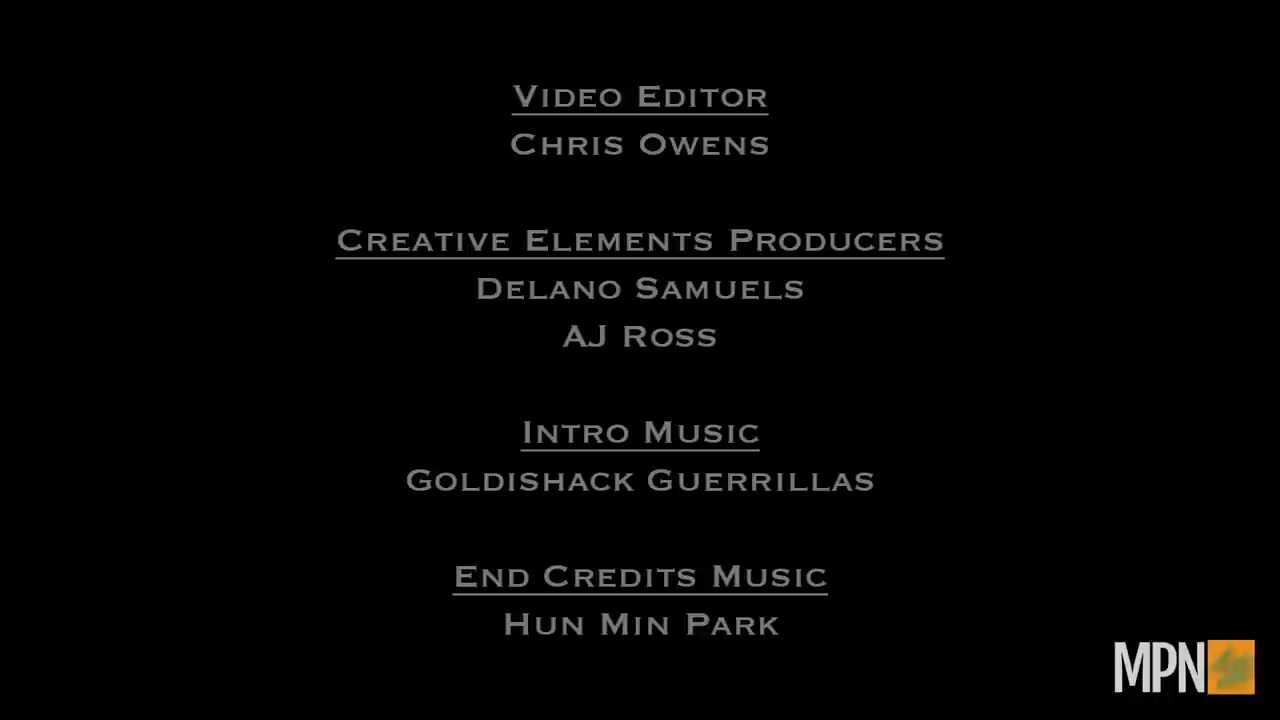 Video Editor
Chris Owens
Creative Elements Producers
Delano Samuels
AJ Ross
Intro Music
Goldishack Guerrillas
End Credits Music
Hun Min Park
MPN